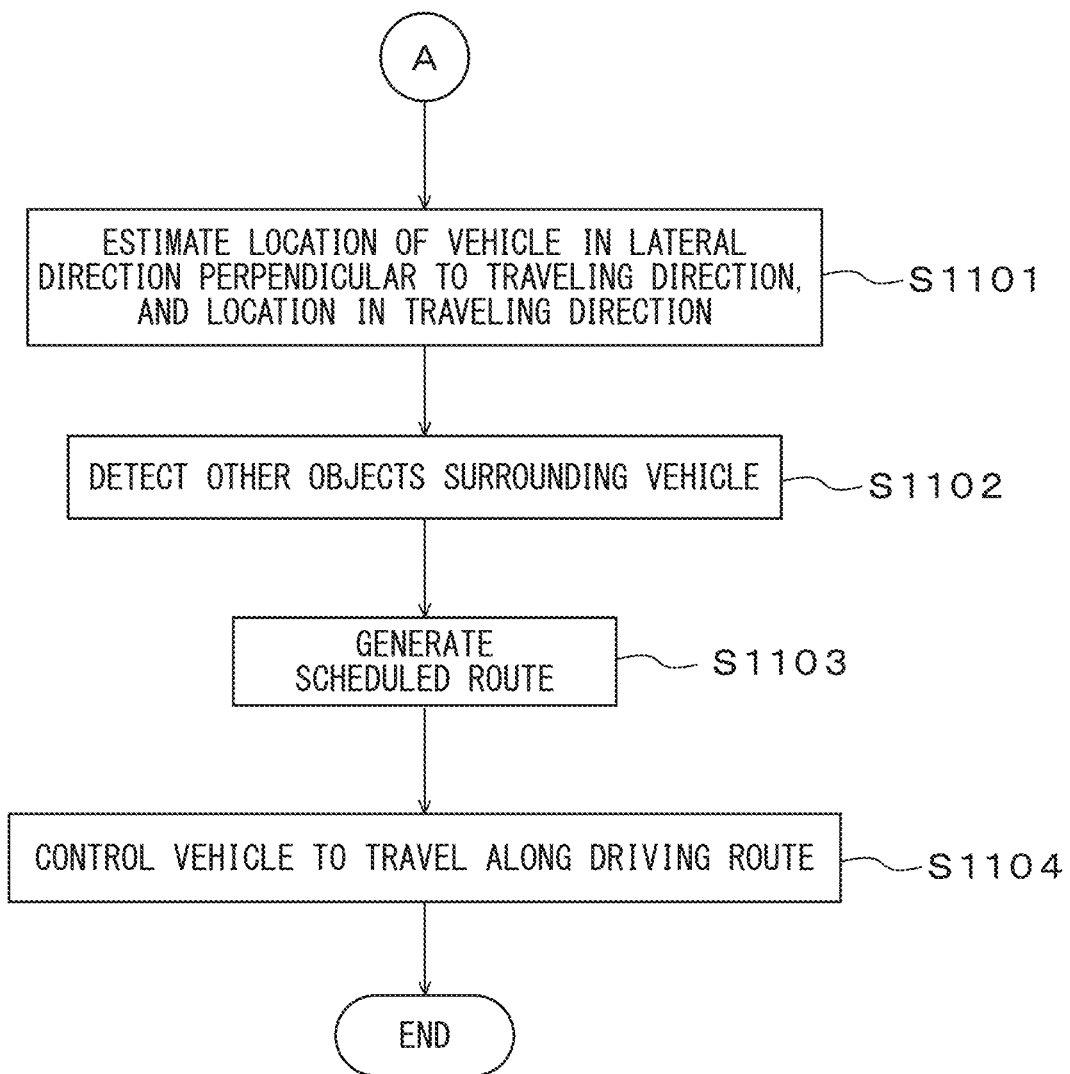 A
ESTIMATE LOCATION OF VEHICLE IN LATERAL
DIRECTION PERPENDICULAR TO TRAVELING DIRECTION,
AND LOCATION IN TRAVELING DIRECTION
S1101
DETECT OTHER OBJECTS SURROUNDING VEHICLE
S1102
GENERATE
SCHEDULED ROUTE
S1103
CONTROL VEHICLE TO TRAVEL ALONG DRIVING ROUTE
S1104
END